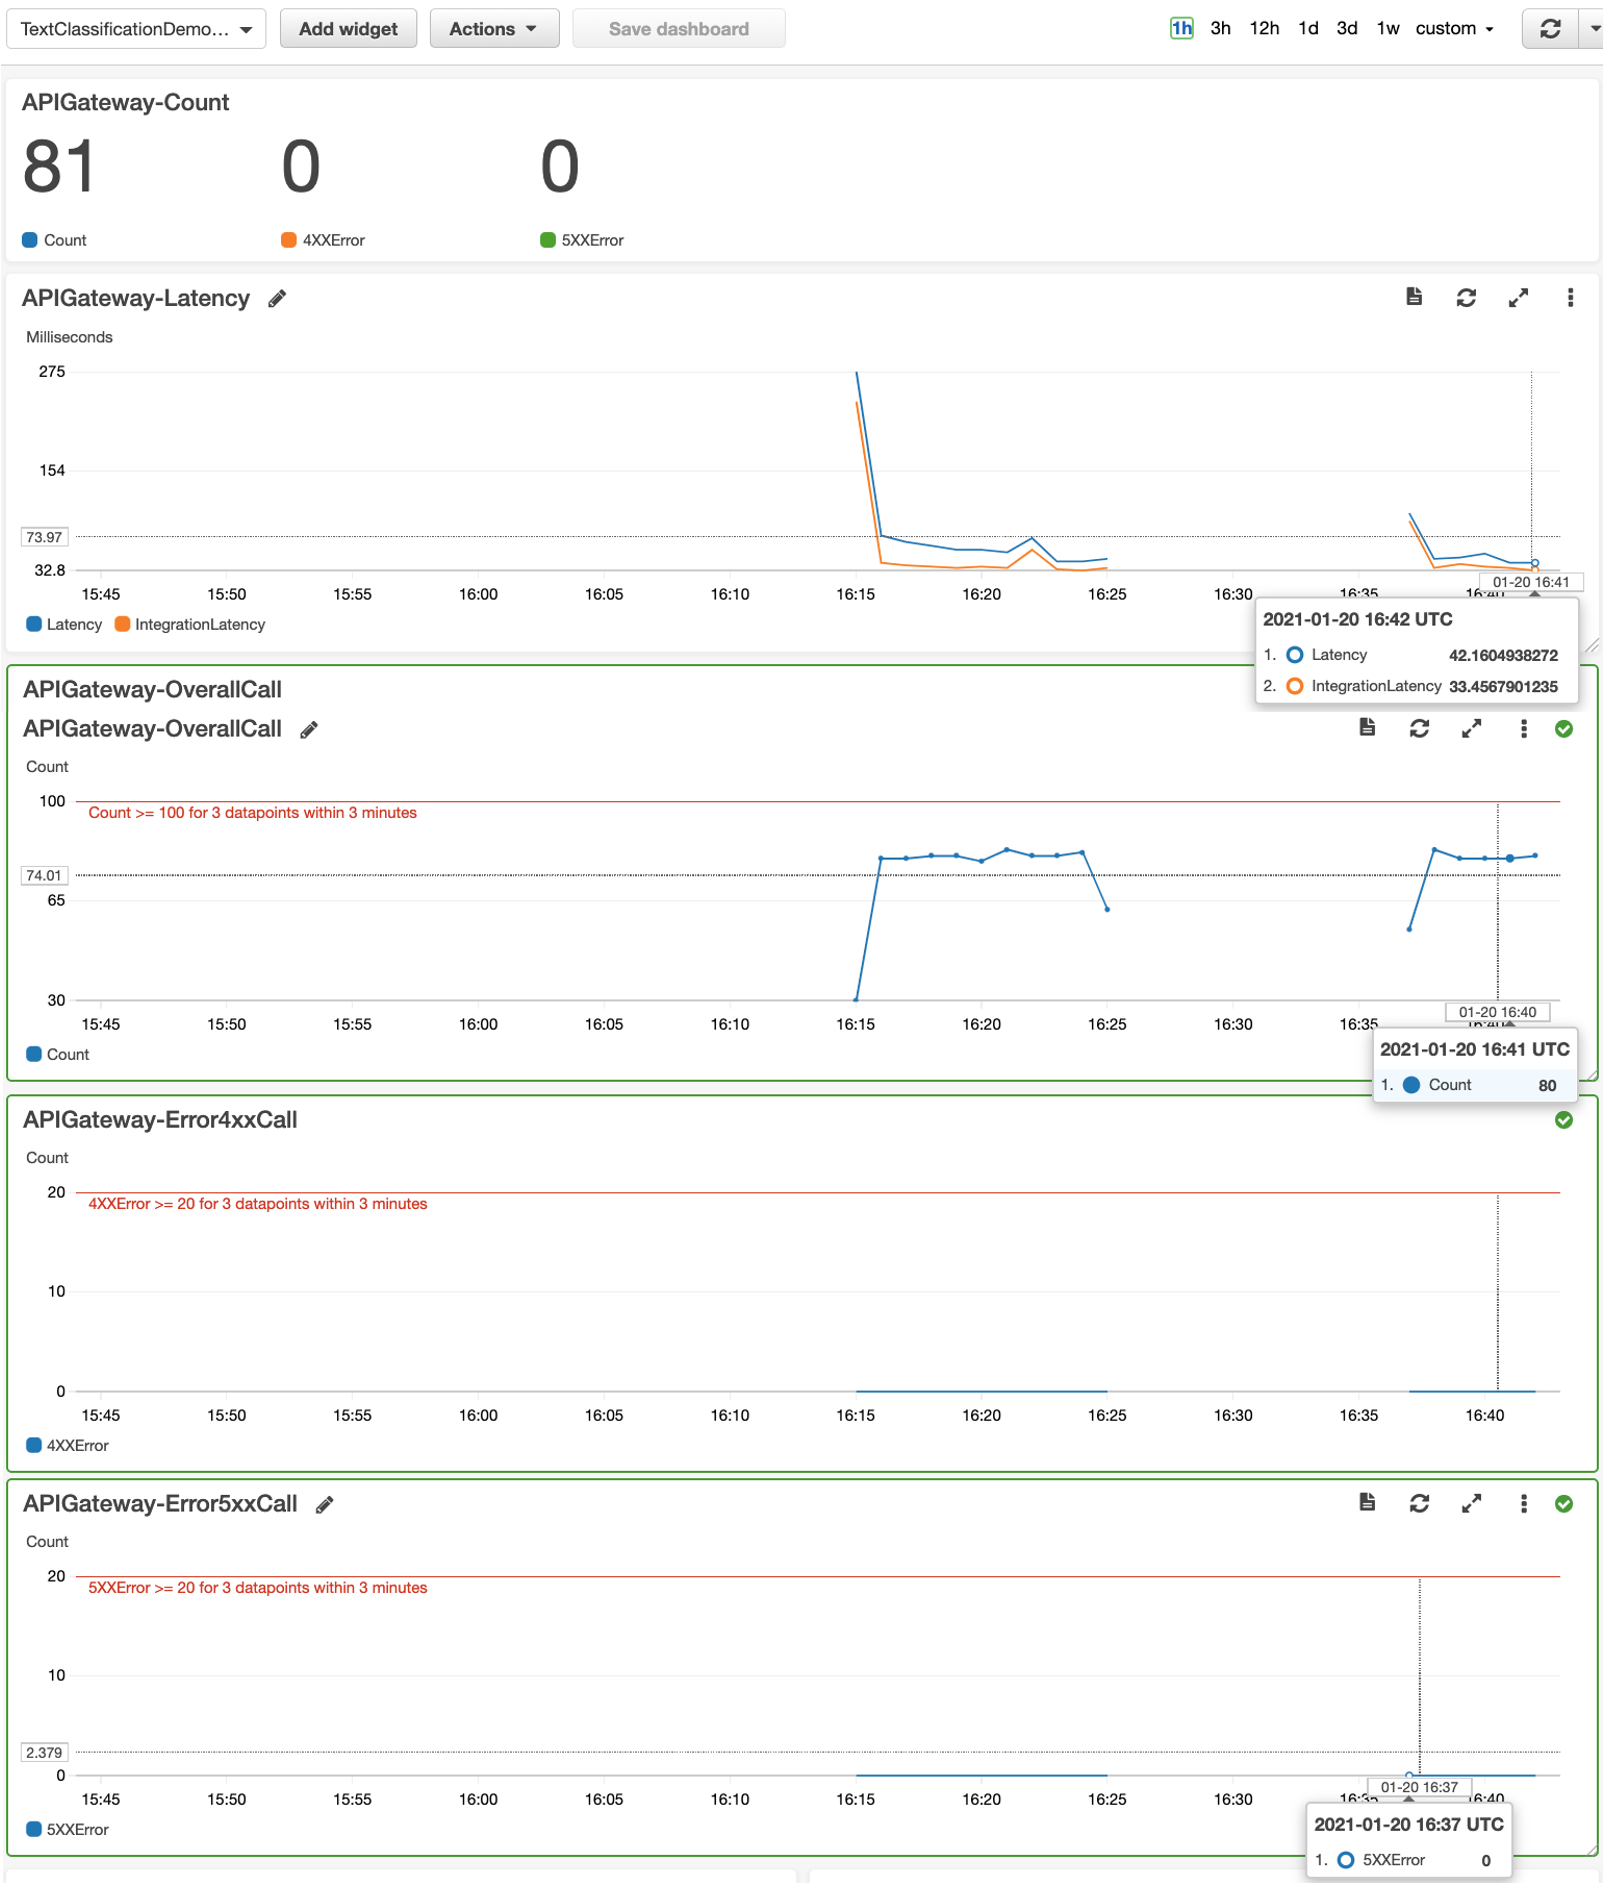 TextClassificationDemo... Add widget Actions Save dashboard 1h 3h 12h 1d 3d 1w custom
APIGateway-Count
81 0 0
Count 4XXError 5XXError
APIGateway-Latency
Milliseconds
275
154
73.97
32.8
01-20 16:41
15:45 15:50 15:55 16:00 16:05 16:10 16:15 16:20 16:25 16:30 16:35 16:40
Latency IntegrationLatency
2021-01-20 16:42 UTC
1. Latency 42.1604938272
2. IntegrationLatency 33.4567901235
APIGateway-OverallCall
APIGateway-OverallCall
Count
100
Count >= 100 for 3 datapoints within 3 minutes
74.01
65
30
01-20 16:40
15:45 15:50 15:55 16:00 16:05 16:10 16:15 16:20 16:25 16:30 16:35 16:40
Count
2021-01-20 16:41 UTC
1. Count 80
APIGateway-Error4xxCall
Count
20
4XXError >= 20 for 3 datapoints within 3 minutes
10
0
15:45 15:50 15:55 16:00 16:05 16:10 16:15 16:20 16:25 16:30 16:35 16:40
4XXError
APIGateway-Error5xxCall
Count
20
5XXError >= 20 for 3 datapoints within 3 minutes
10
2.379
0
01-20 16:37
15:45 15:50 15:55 16:00 16:05 16:10 16:15 16:20 16:25 16:30 16:35 16:40
5XXError
2021-01-20 16:37 UTC
1. 5XXError 0